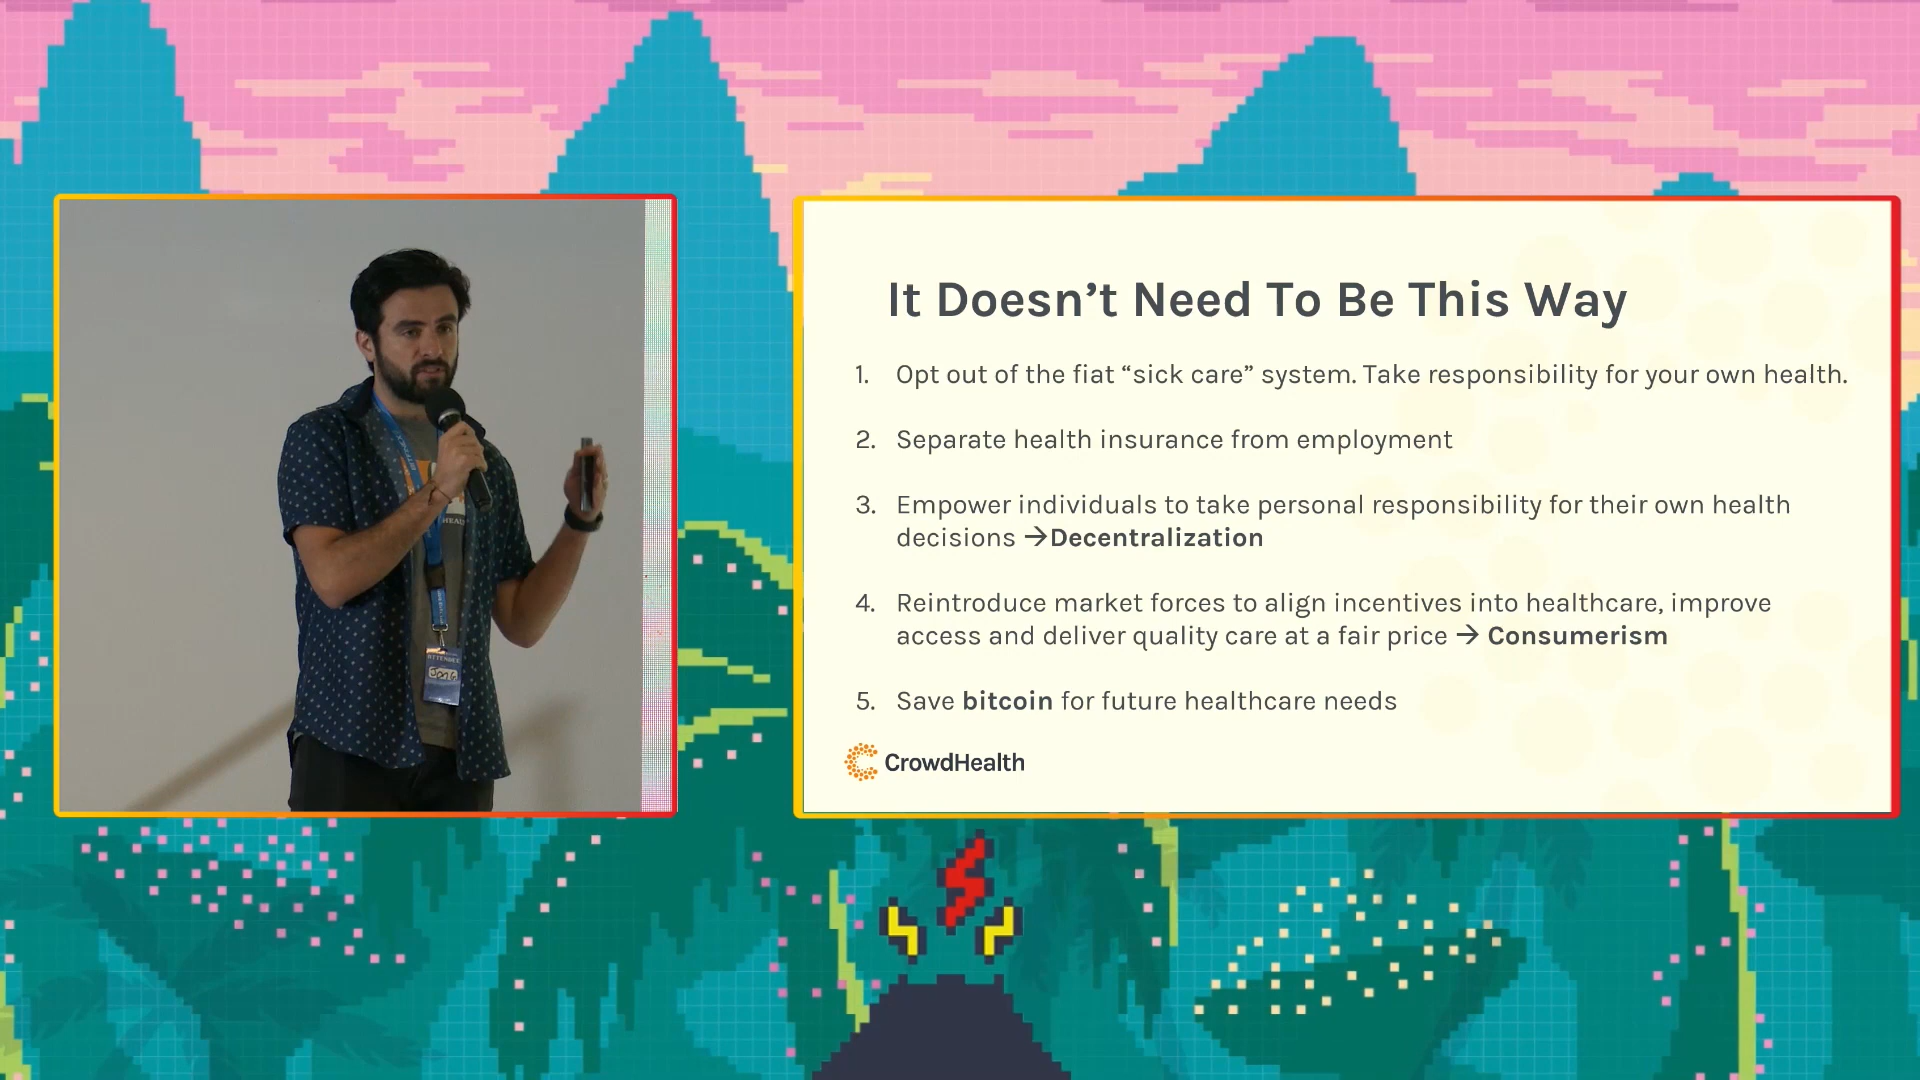 It Doesn’t Need To Be This Way
1. Opt out of the fiat “sick care” system. Take responsibility for your own health.
2. Separate health insurance from employment
3. Empower individuals to take personal responsibility for their own health
decisions →Decentralization
4. Reintroduce market forces to align incentives into healthcare, improve
access and deliver quality care at a fair price → Consumerism
5. Save bitcoin for future healthcare needs
CrowdHealth
ATTENDEE